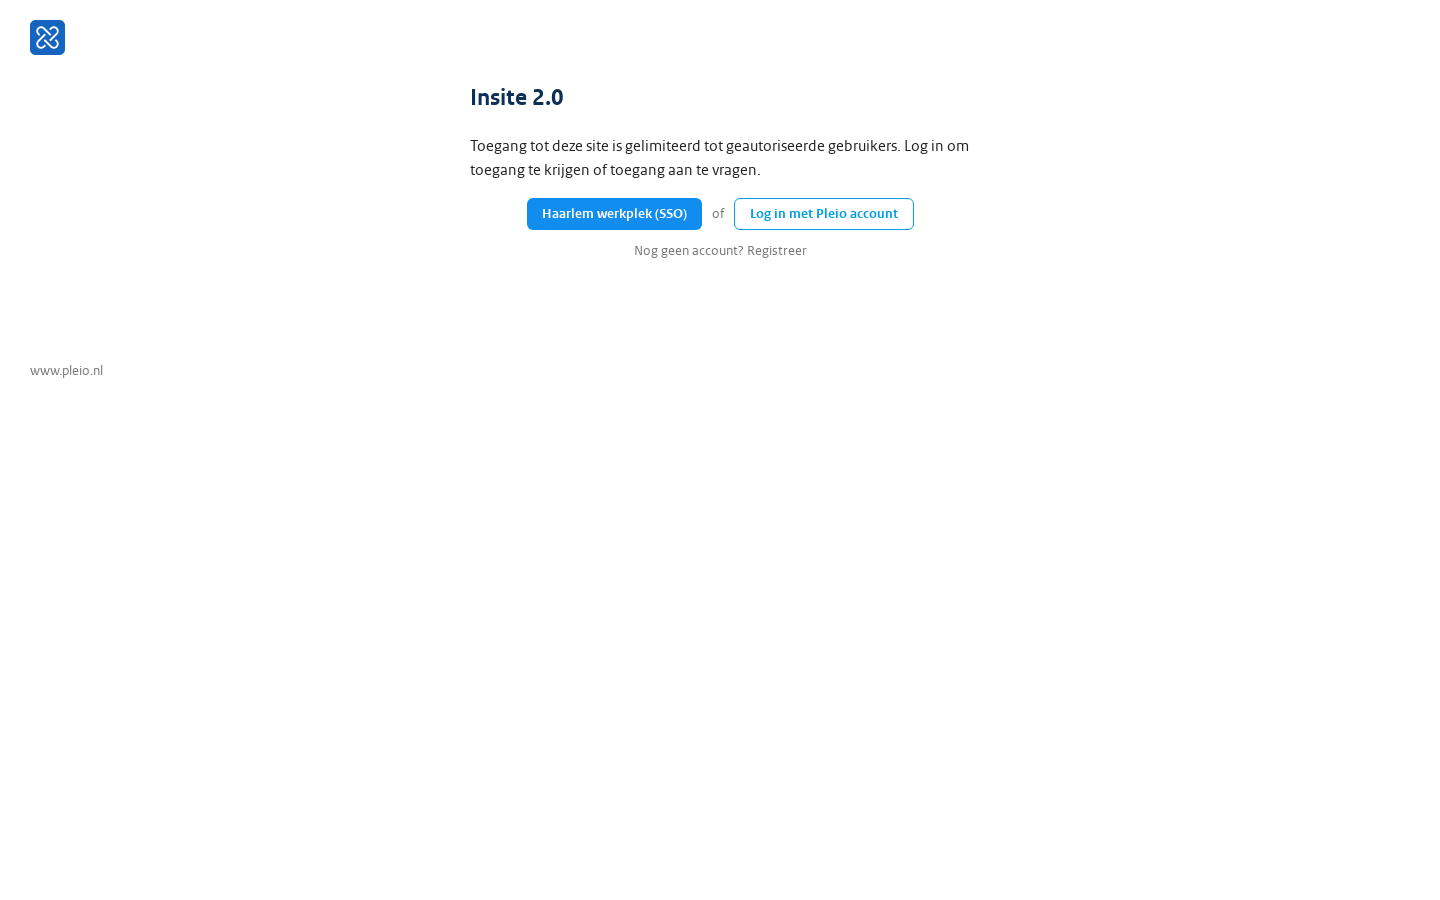 Insite 2.0
Toegang tot deze site is gelimiteerd tot geautoriseerde gebruikers. Log in om
toegang te krijgen of toegang aan te vragen.
Haarlem werkplek (SSO) of Log in met Pleio account
Nog geen account? Registreer
www.pleio.nl